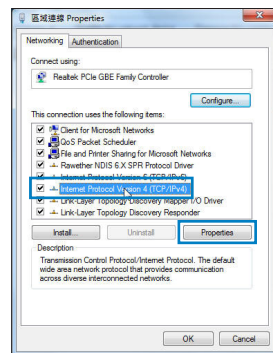 區域連線 Properties
Networking
Authentication
Connect using:
Realtek PCIe GBE Family Controller
Configure...
This connection uses the following items:
Client for Microsoft Networks
QoS Packet Scheduler
File and Printer Sharing for Microsoft Networks
Rawether NDIS 6.X SPR Protocol Driver
Internet Protocol Version 6 (TCP/IPv6)
Internet Protocol Version 4 (TCP/IPv4)
Link-Layer Topology Discovery Mapper I/O Driver
Link-Layer Topology Discovery Responder
Install...
Uninstall
Properties
Description
Transmission Control Protocol/Internet Protocol. The default
wide area network protocol that provides communication
across diverse interconnected networks.
OK
Cancel